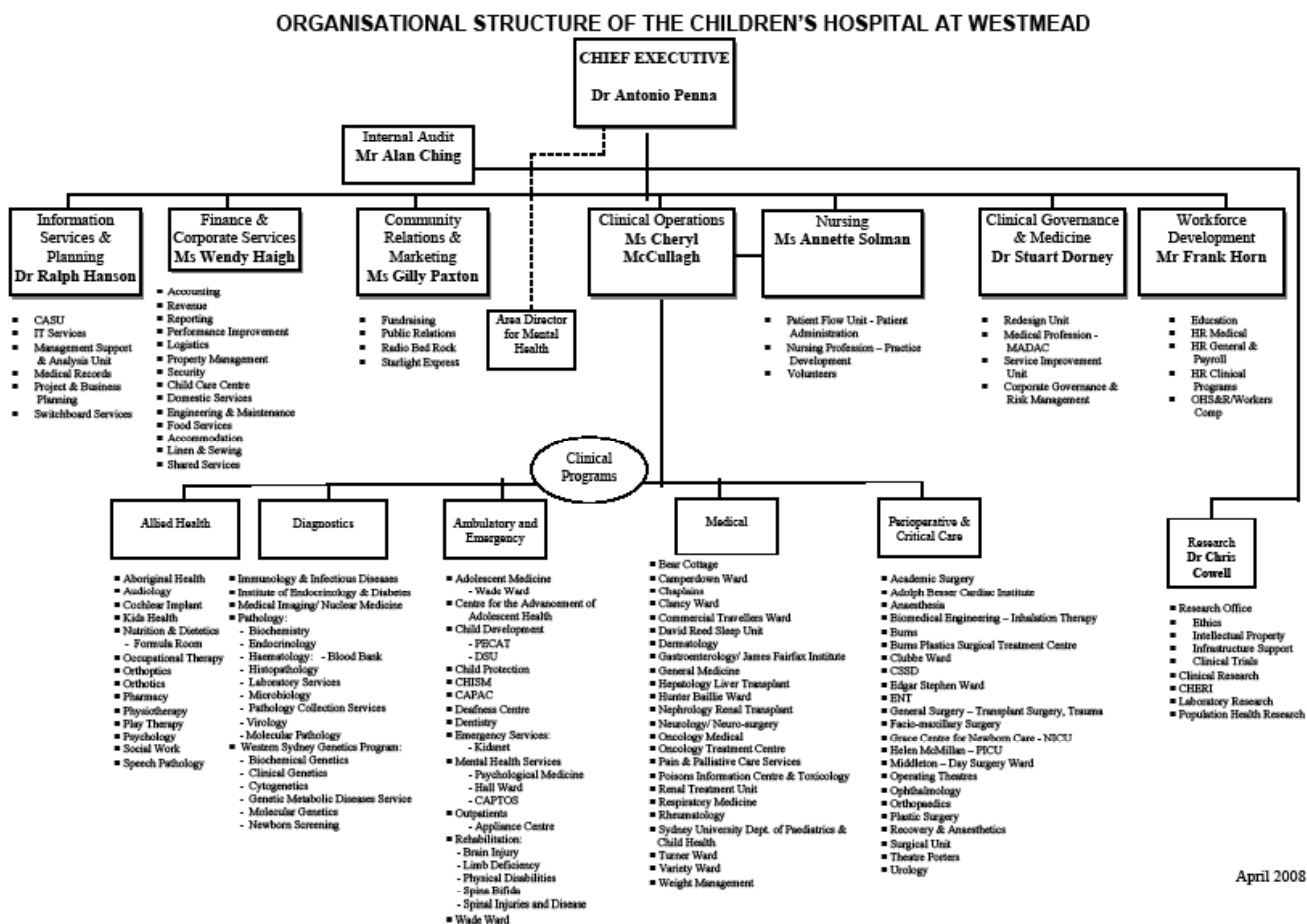 ORGANISATIONAL STRUCTURE OF THE CHILDREN'S HOSPITAL AT WESTMEAD
CHIEF EXECUTIVE
Dr Antonio Penna
Internal Audit
Mr Alan Ching
Information
Services &
Planning
Dr Ralph Hanson
▪ CASU
▪ IT Services
▪ Management Support
& Analysis Unit
▪ Medical Records
▪ Project & Business
Planning
▪ Switchboard Services
Finance &
Corporate Services
Ms Wendy Haigh
▪ Accounting
▪ Revenue
▪ Reporting
▪ Performance Improvement
▪ Logistics
▪ Property Management
▪ Security
▪ Child Care Centre
▪ Domestic Services
▪ Engineering & Maintenance
▪ Food Services
▪ Accommodation
▪ Linen & Sewing
▪ Shared Services
Community
Relations &
Marketing
Ms Gilly Paxton
▪ Fundraising
▪ Public Relations
▪ Radio Bed Rock
▪ Starlight Express
Area Director
for Mental
Health
Clinical Operations
Ms Cheryl
McCullagh
Nursing
Ms Annette Solman
▪ Patient Flow Unit - Patient
Administration
▪ Nursing Profession – Practice
Development
▪ Volunteers
Clinical Governance
& Medicine
Dr Stuart Dorney
▪ Redesign Unit
▪ Medical Profession -
MADAC
▪ Service Improvement
Unit
▪ Corporate Governance &
Risk Management
Workforce
Development
Mr Frank Horn
▪ Education
▪ HR Medical
▪ HR General &
Payroll
▪ HR Clinical
Programs
▪ OHS&R/Workers
Comp
Clinical
Programs
Allied Health
▪ Aboriginal Health
▪ Audiology
▪ Cochlear Implant
▪ Kids Health
▪ Nutrition & Dietetics
- Formula Room
▪ Occupational Therapy
▪ Orthoptics
▪ Orthotics
▪ Pharmacy
▪ Physiotherapy
▪ Play Therapy
▪ Psychology
▪ Social Work
▪ Speech Pathology
Diagnostics
▪ Immunology & Infectious Diseases
▪ Institute of Endocrinology & Diabetes
▪ Medical Imaging/ Nuclear Medicine
▪ Pathology:
- Biochemistry
- Endocrinology
- Haematology: - Blood Bank
- Histopathology
- Laboratory Services
- Microbiology
- Pathology Collection Services
- Virology
- Molecular Pathology
▪ Western Sydney Genetics Program:
- Biochemical Genetics
- Clinical Genetics
- Cytogenetics
- Genetic Metabolic Diseases Service
- Molecular Genetics
- Newborn Screening
Ambulatory and
Emergency
▪ Adolescent Medicine
- Wade Ward
▪ Centre for the Advancement of
Adolescent Health
▪ Child Development
- PECAT
- DSU
▪ Child Protection
▪ CHISM
▪ CAPAC
▪ Deafness Centre
▪ Dentistry
▪ Emergency Services:
- Kidsnet
▪ Mental Health Services
- Psychological Medicine
- Hall Ward
- CAPTOS
▪ Outpatients
- Appliance Centre
▪ Rehabilitation:
- Brain Injury
- Limb Deficiency
- Physical Disabilities
- Spina Bifida
- Spinal Injuries and Disease
▪ Wade Ward
Medical
▪ Bear Cottage
▪ Camperdown Ward
▪ Chaplains
▪ Clancy Ward
▪ Commercial Travellers Ward
▪ David Reed Sleep Unit
▪ Dermatology
▪ Gastroenterology/ James Fairfax Institute
▪ General Medicine
▪ Hepatology Liver Transplant
▪ Hunter Baillie Ward
▪ Nephrology Renal Transplant
▪ Neurology/ Neuro-surgery
▪ Oncology Medical
▪ Oncology Treatment Centre
▪ Pain & Palliative Care Services
▪ Poisons Information Centre & Toxicology
▪ Renal Treatment Unit
▪ Respiratory Medicine
▪ Rheumatology
▪ Sydney University Dept. of Paediatrics &
Child Health
▪ Turner Ward
▪ Variety Ward
▪ Weight Management
Perioperative &
Critical Care
▪ Academic Surgery
▪ Adolph Besser Cardiac Institute
▪ Anaesthesia
▪ Biomedical Engineering – Inhalation Therapy
▪ Burns
▪ Burns Plastics Surgical Treatment Centre
▪ Clubbe Ward
▪ CSSD
▪ Edgar Stephen Ward
▪ ENT
▪ General Surgery – Transplant Surgery, Trauma
▪ Facio-maxillary Surgery
▪ Grace Centre for Newborn Care - NICU
▪ Helen McMillan – PICU
▪ Middleton – Day Surgery Ward
▪ Operating Theatres
▪ Ophthalmology
▪ Orthopaedics
▪ Plastic Surgery
▪ Recovery & Anaesthetics
▪ Surgical Unit
▪ Theatre Porters
▪ Urology
Research
Dr Chris
Cowell
▪ Research Office
▪ Ethics
▪ Intellectual Property
▪ Infrastructure Support
▪ Clinical Trials
▪ Clinical Research
▪ CHERI
▪ Laboratory Research
▪ Population Health Research
April 2008